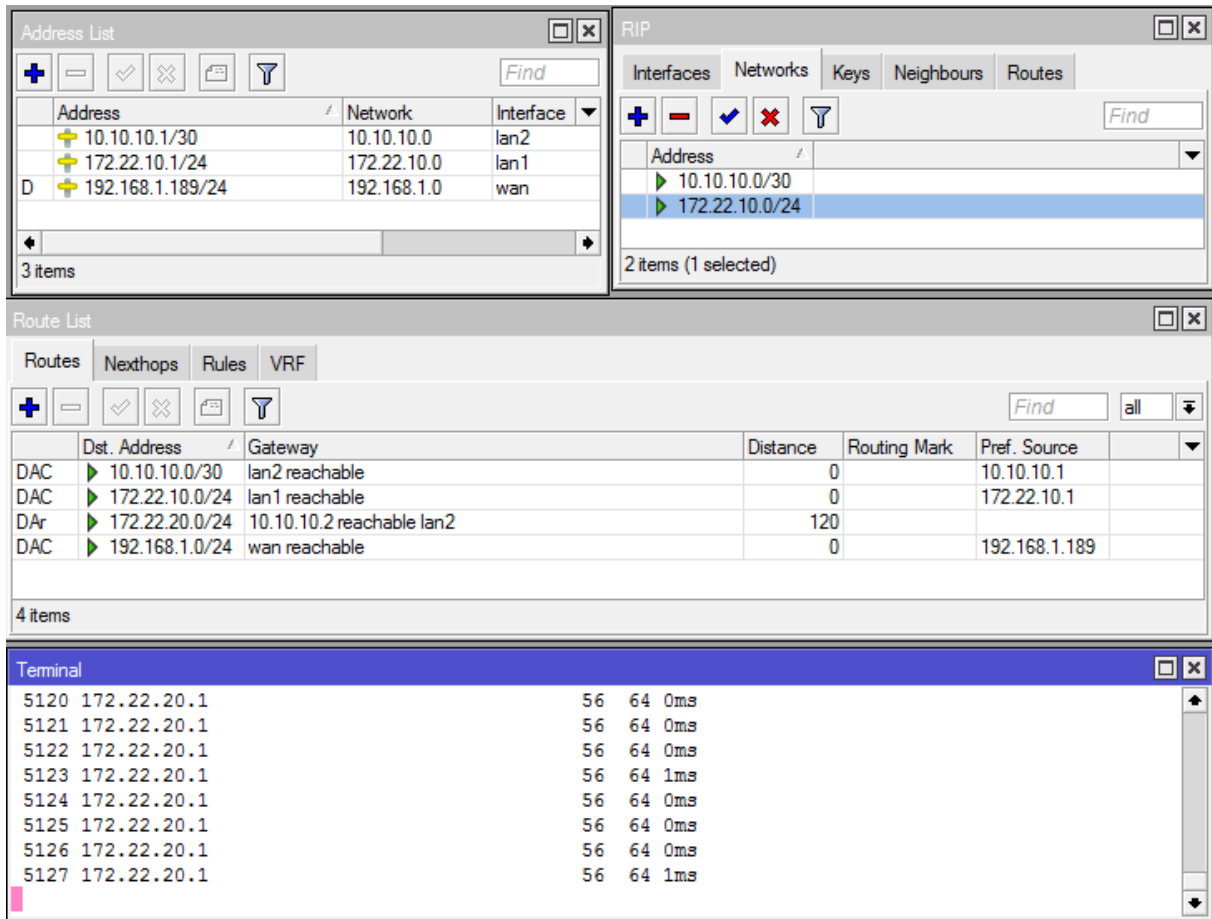 Address List
Find
Address Network Interface
10.10.10.1/30 10.10.10.0 lan2
172.22.10.1/24 172.22.10.0 lan1
D 192.168.1.189/24 192.168.1.0 wan
3 items
RIP
Interfaces Networks Keys Neighbours Routes
Find
Address
10.10.10.0/30
172.22.10.0/24
2 items (1 selected)
Route List
Routes Nexthops Rules VRF
Find all
Dst. Address Gateway Distance Routing Mark Pref. Source
DAC 10.10.10.0/30 lan2 reachable 0 10.10.10.1
DAC 172.22.10.0/24 lan1 reachable 0 172.22.10.1
DAr 172.22.20.0/24 10.10.10.2 reachable lan2 120
DAC 192.168.1.0/24 wan reachable 0 192.168.1.189
4 items
Terminal
5120 172.22.20.1 56 64 0ms
5121 172.22.20.1 56 64 0ms
5122 172.22.20.1 56 64 0ms
5123 172.22.20.1 56 64 1ms
5124 172.22.20.1 56 64 0ms
5125 172.22.20.1 56 64 0ms
5126 172.22.20.1 56 64 0ms
5127 172.22.20.1 56 64 1ms